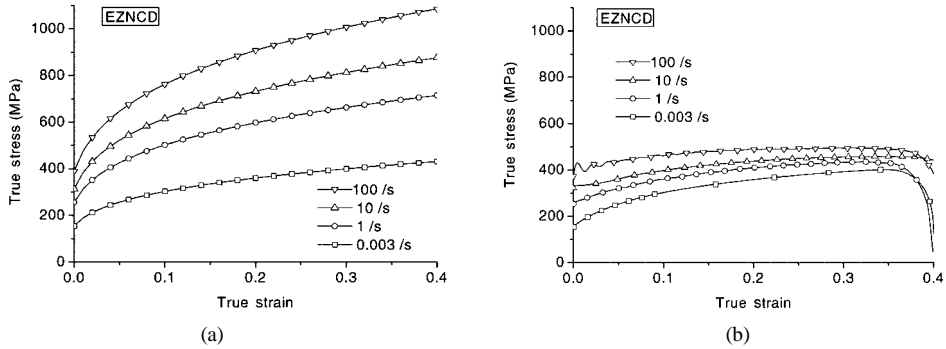 EZNCD
True stress (MPa)
1000
800
600
400
200
0
100 /s
10 /s
1 /s
0.003 /s
0.0 0.1 0.2 0.3 0.4
True strain
(a)
EZNCD
True stress (MPa)
1000
800
600
400
200
0
100 /s
10 /s
1 /s
0.003 /s
0.0 0.1 0.2 0.3 0.4
True strain
(b)